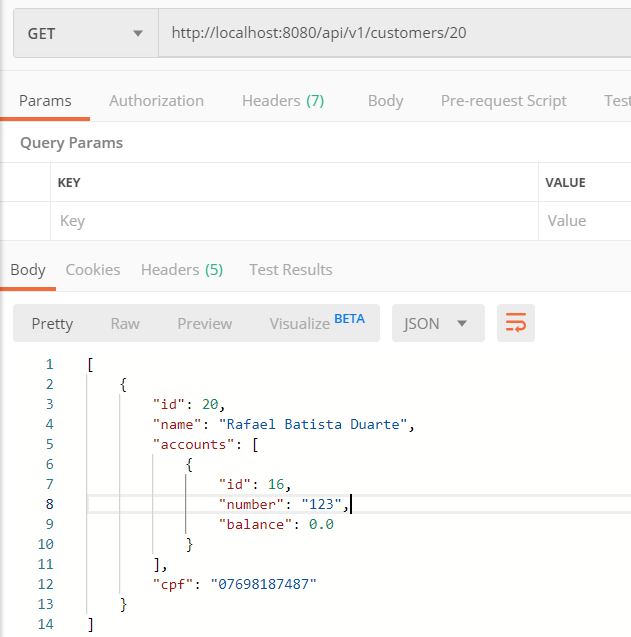 GET http://localhost:8080/api/v1/customers/20
Params Authorization Headers (7) Body Pre-request Script Test
Query Params
KEY VALUE
Key Value
Body Cookies Headers (5) Test Results
Pretty Raw Preview Visualize BETA JSON
1 [
2 {
3 "id": 20,
4 "name": "Rafael Batista Duarte",
5 "accounts": [
6 {
7 "id": 16,
8 "number": "123",
9 "balance": 0.0
10 }
11 ],
12 "cpf": "07698187487"
13 }
14 ]